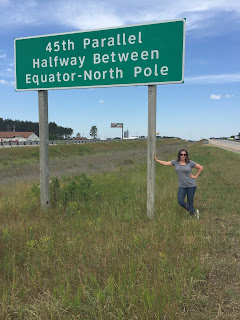 45th Parallel
Halfway Between
Equator-North Pole